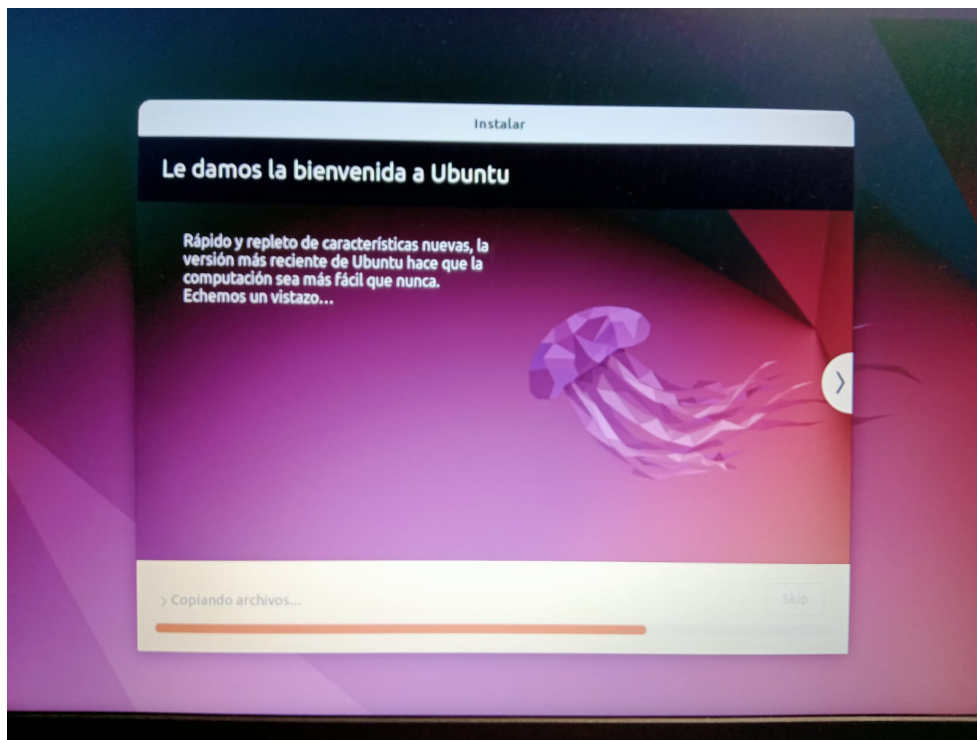 Instalar
Le damos la bienvenida a Ubuntu
Rápido y repleto de características nuevas, la
versión más reciente de Ubuntu hace que la
computación sea más fácil que nunca.
Echemos un vistazo...
> Copiando archivos...
Skip